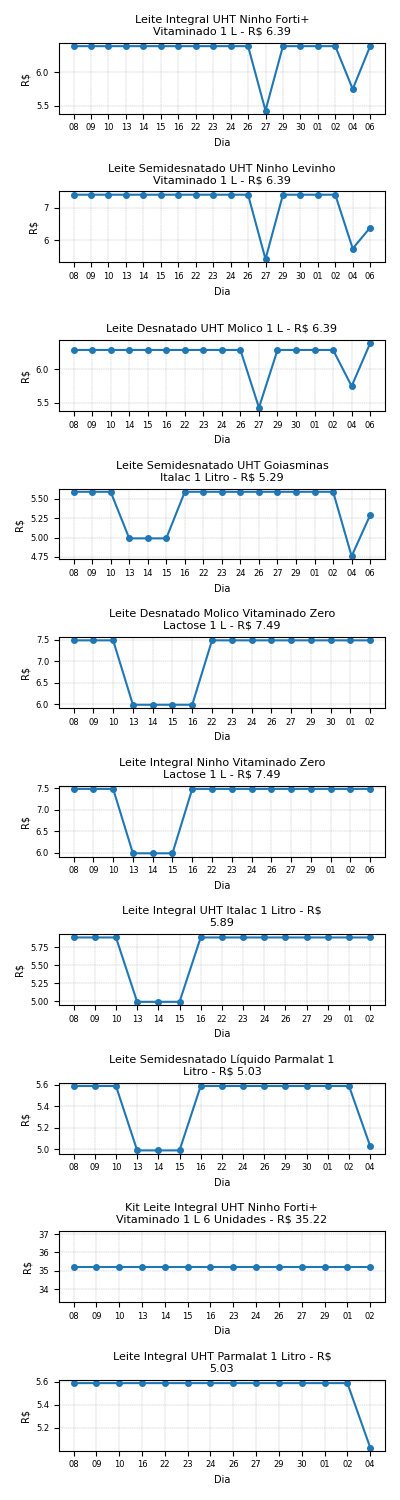 Leite Integral UHT Ninho Forti+
Vitaminado 1 L - R$ 6.39
R$
6.0
5.5
08 09 10 13 14 15 16 22 23 24 26 27 29 30 01 02 04 06
Dia
Leite Semidesnatado UHT Ninho Levinho
Vitaminado 1 L - R$ 6.39
R$
7
6
08 09 10 13 14 15 16 22 23 24 26 27 29 30 01 02 04 06
Dia
Leite Desnatado UHT Molico 1 L - R$ 6.39
R$
6.0
5.5
08 09 10 13 14 15 16 22 23 24 26 27 29 30 01 02 04 06
Dia
Leite Semidesnatado UHT Goiasminas
Italac 1 Litro - R$ 5.29
R$
5.50
5.25
5.00
4.75
08 09 10 13 14 15 16 22 23 24 26 27 29 01 02 04 06
Dia
Leite Desnatado Molico Vitaminado Zero
Lactose 1 L - R$ 7.49
R$
7.5
7.0
6.5
6.0
08 09 10 13 14 15 16 22 23 24 26 27 29 30 01 02
Dia
Leite Integral Ninho Vitaminado Zero
Lactose 1 L - R$ 7.49
R$
7.5
7.0
6.5
6.0
08 09 10 13 14 15 16 22 23 24 26 27 29 30 02 06
Dia
Leite Integral UHT Italac 1 Litro - R$
5.89
R$
5.75
5.50
5.25
5.00
08 09 10 13 14 15 16 22 23 24 26 27 29 01 02
Dia
Leite Semidesnatado Líquido Parmalat 1
Litro - R$ 5.03
R$
5.6
5.4
5.2
5.0
08 09 10 13 14 15 16 22 24 26 27 29 30 01 02 04
Dia
Kit Leite Integral UHT Ninho Forti+
Vitaminado 1 L 6 Unidades - R$ 35.22
R$
37
36
35
34
08 09 10 13 14 15 16 22 23 24 26 27 01 02
Dia
Leite Integral UHT Parmalat 1 Litro - R$
5.03
R$
5.6
5.4
5.2
08 09 10 16 22 23 24 26 27 29 30 01 02 04
Dia